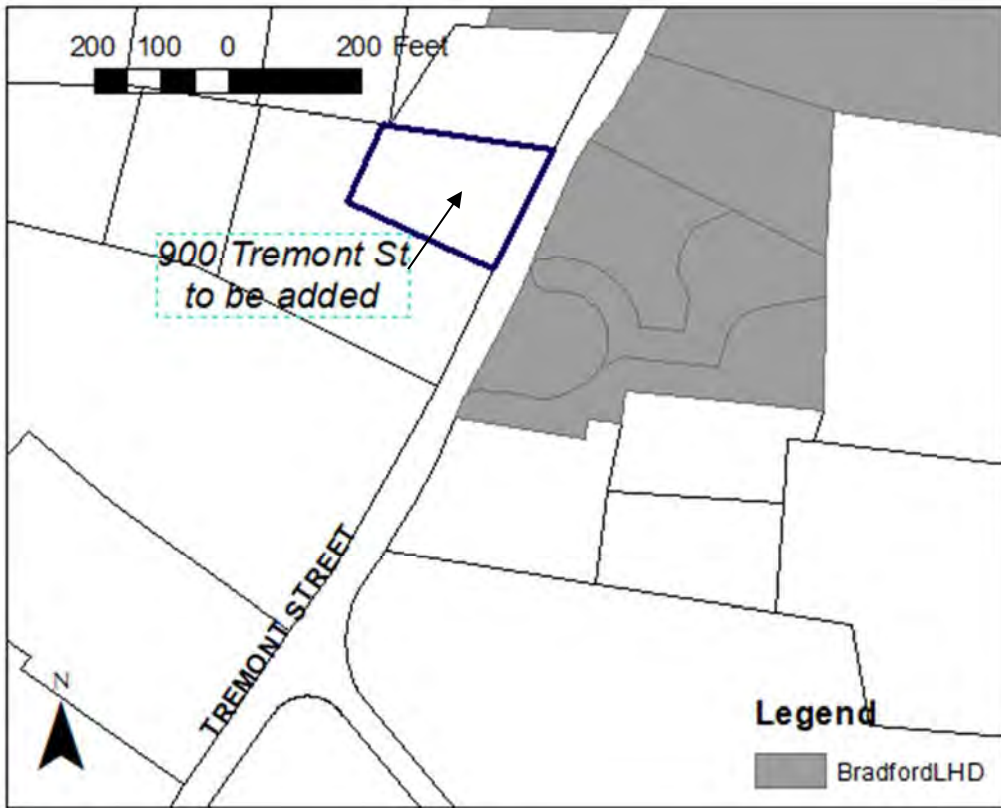 200 100 0 200 Feet
900 Tremont St
to be added
TREMONT STREET
N
Legend
BradfordLHD